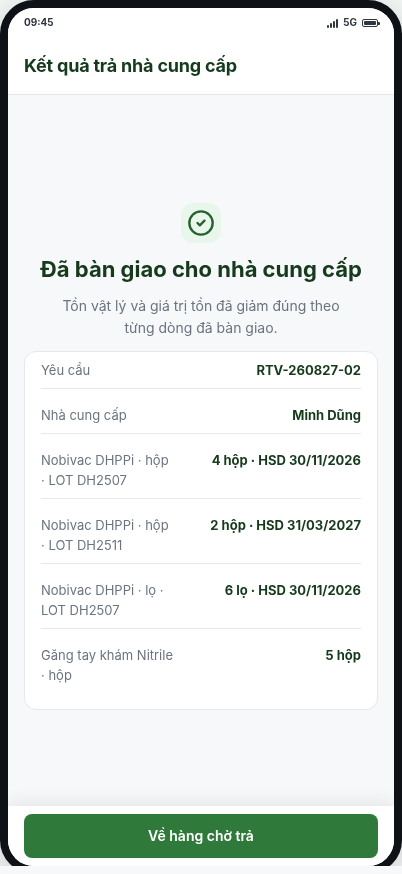 09:45
5G
Kết quả trả nhà cung cấp
Đã bàn giao cho nhà cung cấp
Tồn vật lý và giá trị tồn đã giảm đúng theo
từng dòng đã bàn giao.
Yêu cầu
RTV-260827-02
Nhà cung cấp
Minh Dũng
Nobivac DHPPi · hộp
· LOT DH2507
4 hộp · HSD 30/11/2026
Nobivac DHPPi · hộp
· LOT DH2511
2 hộp · HSD 31/03/2027
Nobivac DHPPi · lọ ·
LOT DH2507
6 lọ · HSD 30/11/2026
Găng tay khám Nitrile
· hộp
5 hộp
Về hàng chờ trả